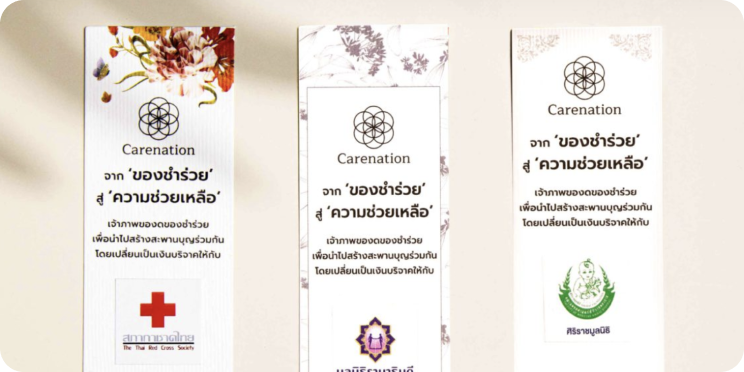 Carenation
จาก ‘ของชำร่วย’
สู่ ‘ความช่วยเหลือ’
เจ้าภาพของดของชำร่วย
เพื่อนำไปสร้างสะพานบุญร่วมกัน
โดยเปลี่ยนเป็นเงินบริจาคให้กับ
สภากาชาดไทย
The Thai Red Cross Society
Carenation
จาก ‘ของชำร่วย’
สู่ ‘ความช่วยเหลือ’
เจ้าภาพของดของชำร่วย
เพื่อนำไปสร้างสะพานบุญร่วมกัน
โดยเปลี่ยนเป็นเงินบริจาคให้กับ
มูลนิธิรามาธิบดี
Carenation
จาก ‘ของชำร่วย’
สู่ ‘ความช่วยเหลือ’
เจ้าภาพของดของชำร่วย
เพื่อนำไปสร้างสะพานบุญร่วมกัน
โดยเปลี่ยนเป็นเงินบริจาคให้กับ
ศิริราชมูลนิธิ